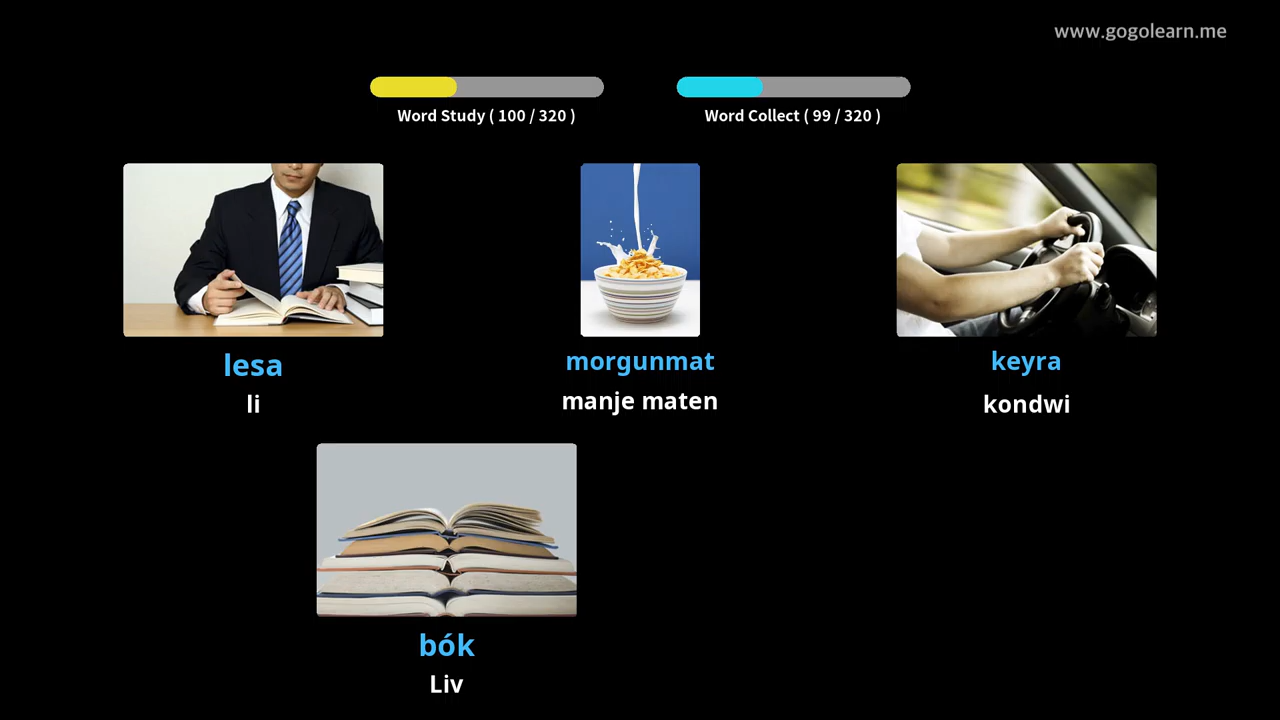 www.gogolearn.me
Word Study ( 100 / 320 )
Word Collect ( 99 / 320 )
lesa
li
morgunmat
manje maten
keyra
kondwi
bók
Liv